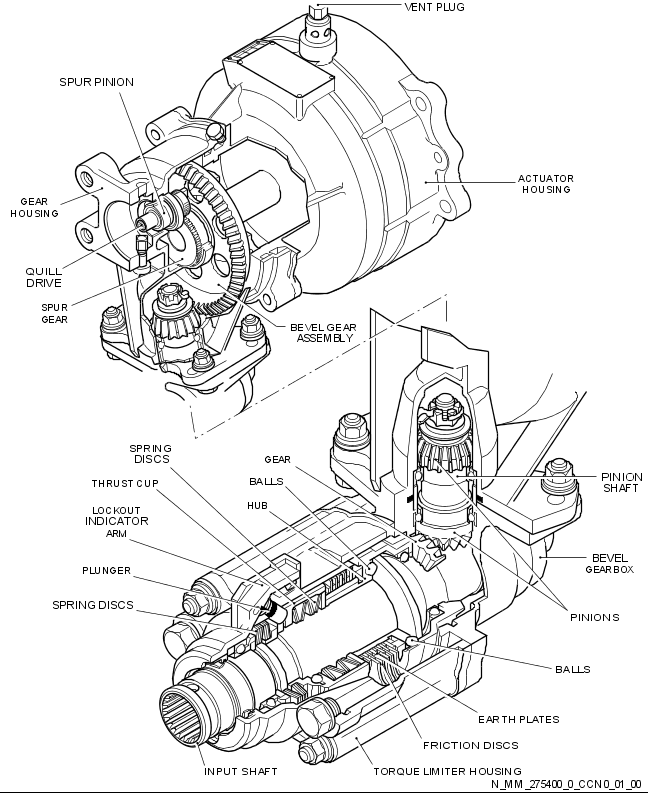 VENT PLUG
SPUR PINION
ACTUATOR
HOUSING
GEAR
HOUSING
QUILL
DRIVE
SPUR
GEAR
BEVEL GEAR
ASSEMBLY
SPRING
DISCS
GEAR
THRUST CUP
BALLS
PINION
SHAFT
HUB
LOCKOUT
INDICATOR
ARM
PLUNGER
BEVEL
GEARBOX
SPRING DISCS
PINIONS
BALLS
EARTH PLATES
FRICTION DISCS
INPUT SHAFT
TORQUE LIMITER HOUSING
N_MM_275400_0_CCN0_01_00